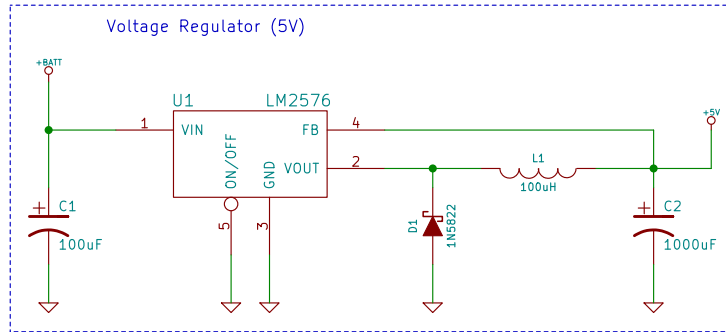 Voltage Regulator (5V)
+BATT
+5V
U1 LM2576
1 VIN FB 4
VOUT 2
ON/OFF
GND
5
3
L1
100uH
C1
100uF
D1
1N5822
C2
1000uF